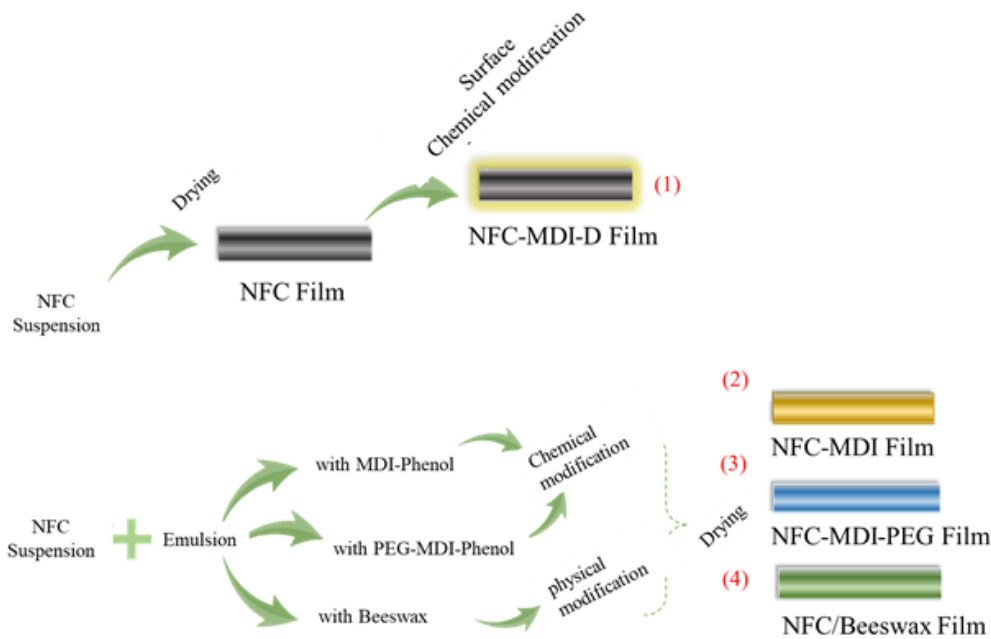 Surface
Chemical modification
Drying
(1)
NFC-MDI-D Film
NFC Film
NFC
Suspension
(2)
NFC-MDI Film
with MDI-Phenol
Chemical
modification
(3)
NFC
Suspension
Emulsion
with PEG-MDI-Phenol
Drying
NFC-MDI-PEG Film
(4)
with Beeswax
physical
modification
NFC/Beeswax Film